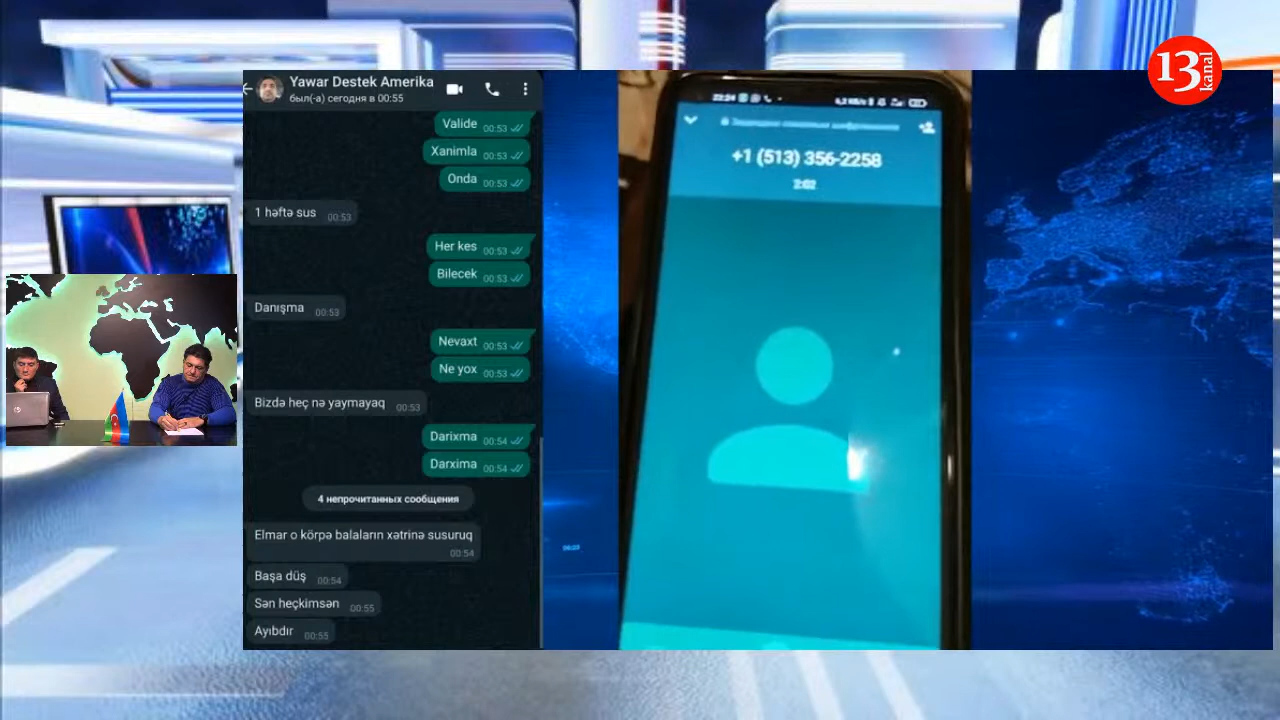 13
kanal
Yawar Destek Amerika
был(-а) сегодня в 00:55
Valide 00:53
Xanimla 00:53
Onda 00:53
1 həftə sus 00:53
Her kes 00:53
Bilecek 00:53
Danışma 00:53
Nevaxt 00:53
Ne yox 00:53
Bizdə heç nə yaymayaq 00:53
Darixma 00:54
Darxima 00:54
4 непрочитанных сообщения
Elmar o körpə balaların xətrinə susuruq
00:54
Başa düş 00:54
Sən heçkimsən 00:55
Ayıbdır 00:55
22:24
+1 (513) 356-2258
2:02